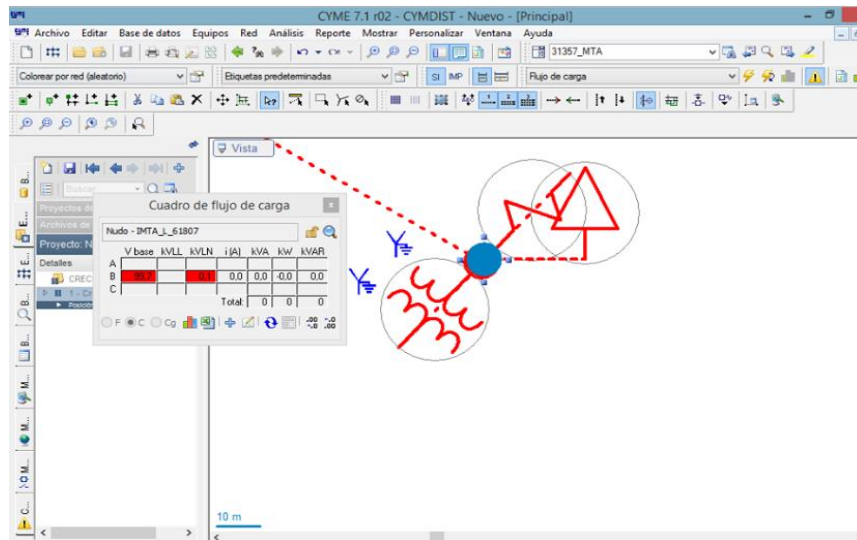 CYME 7.1 r02 - CYMDIST - Nuevo - [Principal]
Archivo Editar Base de datos Equipos Red Análisis Reporte Mostrar Personalizar Ventana Ayuda
31357_MTA
Colorear por red (aleatorio) Etiquetas predeterminadas SI IMP Flujo de carga
Vista
Buscar
Proyectos de
Archivos de
Proyecto: N
Detalles
CREC
Cuadro de flujo de carga
Nudo - IMTA_L_61807
V base kVLL kVLN i (A) kVA kW kVAR
A
B 99,7 0,1 0,0 0,0 -0,0 0,0
C
Total: 0 0 0
F C Cg
B...
E...
B...
B...
M...
M...
M...
C...
10 m